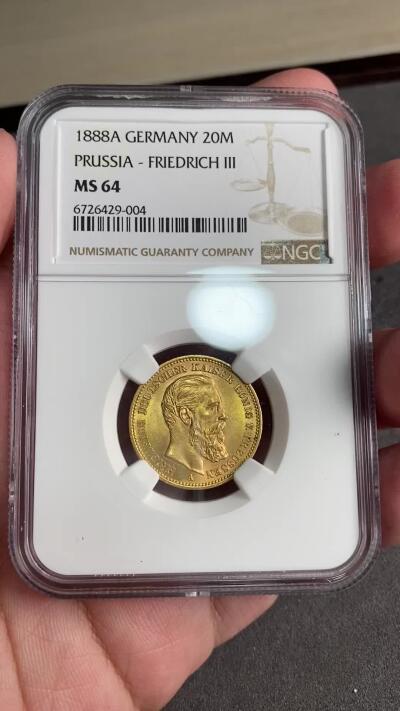 1888A GERMANY 20M
PRUSSIA - FRIEDRICH III
MS 64
6726429-004
NUMISMATIC GUARANTY COMPANY
NGC
DEUTSCHER KAISER KÖNIG V. PREUSSEN
A